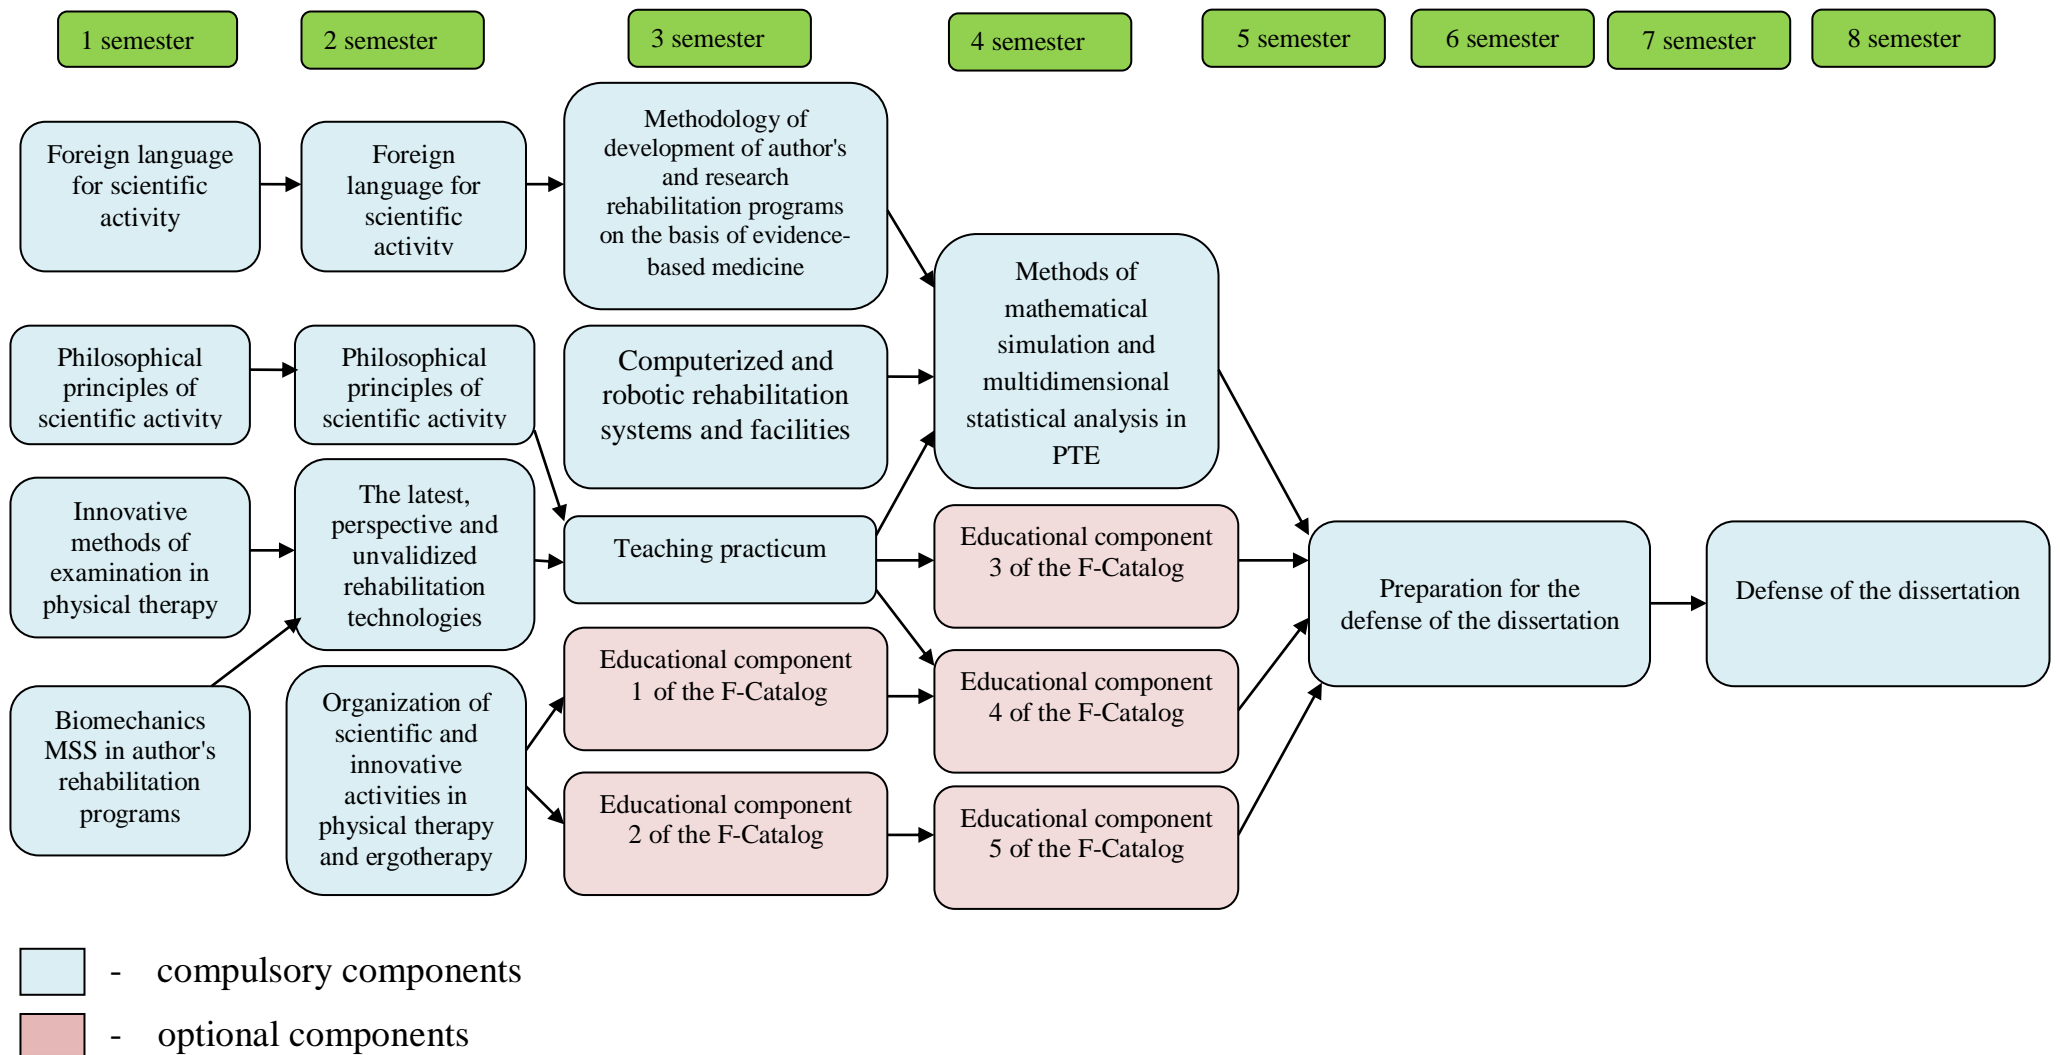 1 semester
2 semester
3 semester
4 semester
5 semester
6 semester
7 semester
8 semester
Foreign language
for scientific
activity
Foreign
language for
scientific
activity
Methodology of
development of author's
and research
rehabilitation programs
on the basis of evidence-
based medicine
Methods of
mathematical
simulation and
multidimensional
statistical analysis in
PTE
Philosophical
principles of
scientific activity
Philosophical
principles of
scientific activity
Computerized and
robotic rehabilitation
systems and facilities
Innovative
methods of
examination in
physical therapy
The latest,
perspective and
unvalidized
rehabilitation
technologies
Teaching practicum
Educational component
3 of the F-Catalog
Preparation for the
defense of the dissertation
Defense of the dissertation
Biomechanics
MSS in author's
rehabilitation
programs
Organization of
scientific and
innovative
activities in
physical therapy
and ergotherapy
Educational component
1 of the F-Catalog
Educational component
4 of the F-Catalog
Educational component
2 of the F-Catalog
Educational component
5 of the F-Catalog
- compulsory components
- optional components